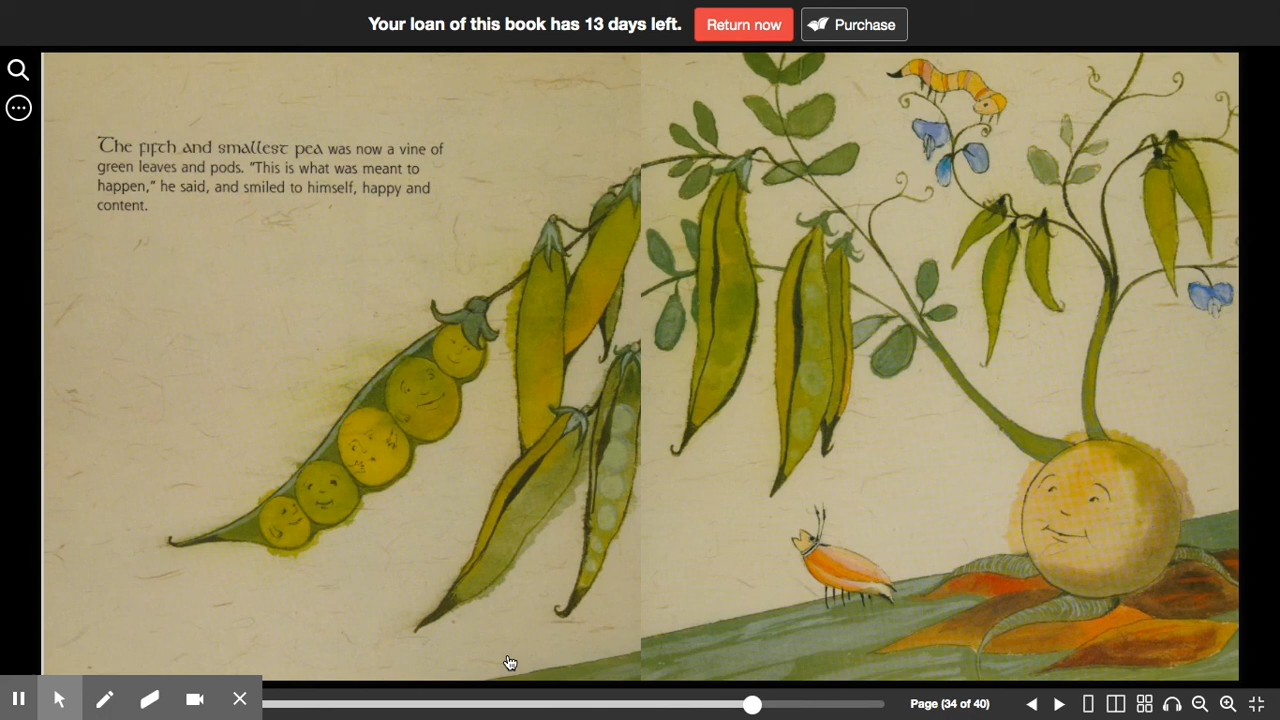 Your loan of this book has 13 days left. Return now Purchase
The fifth and smallest pea was now a vine of
green leaves and pods. "This is what was meant to
happen," he said, and smiled to himself, happy and
content.
Page (34 of 40)